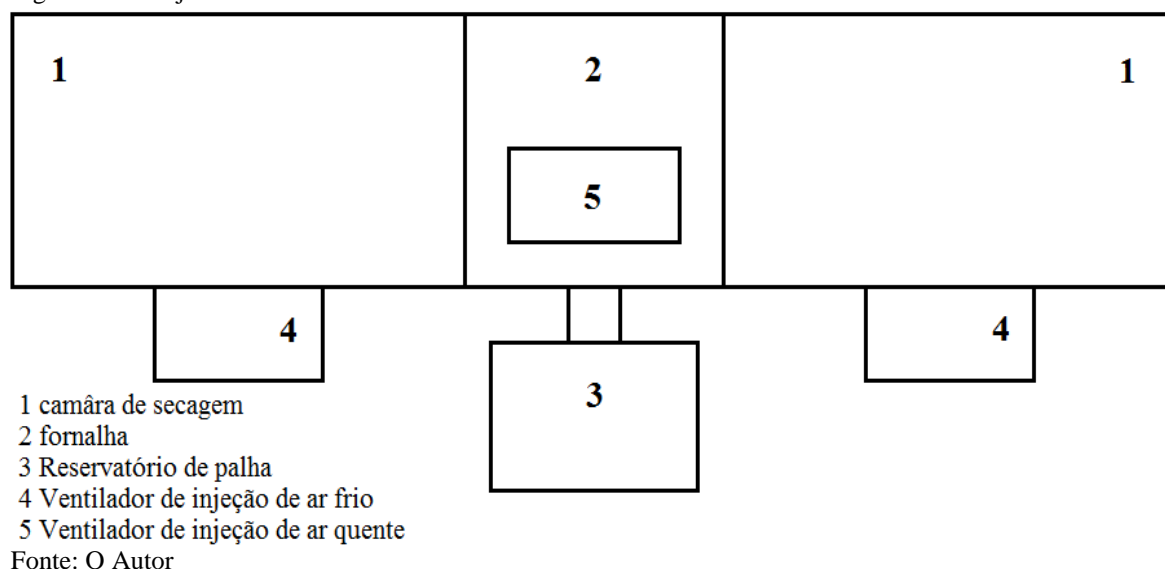 1 2 1
5
4 4
3
1 camâra de secagem
2 fornalha
3 Reservatório de palha
4 Ventilador de injeção de ar frio
5 Ventilador de injeção de ar quente
Fonte: O Autor